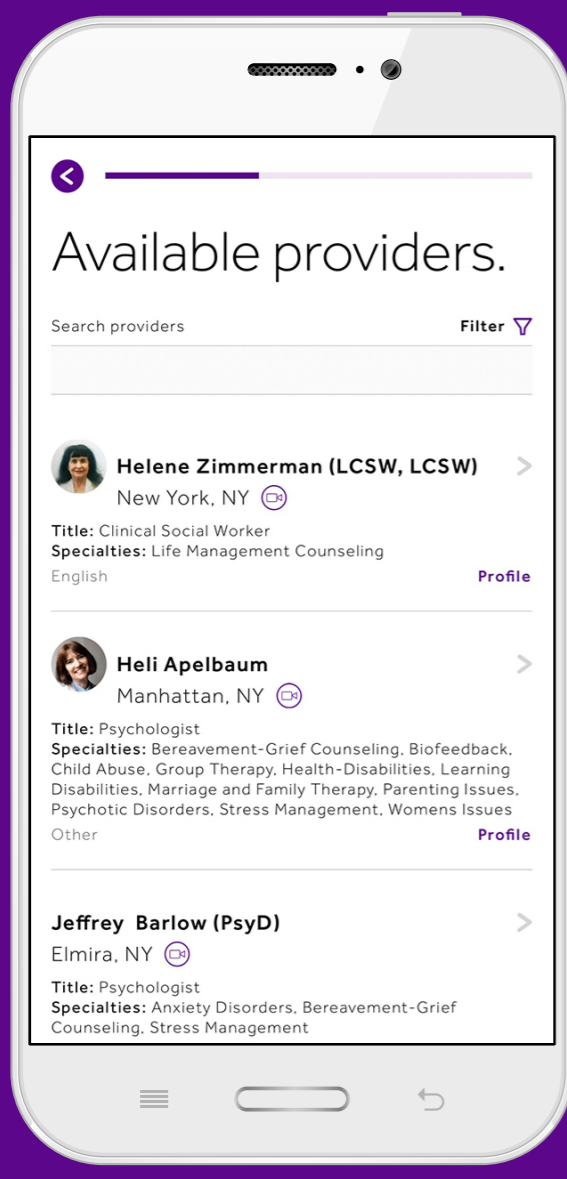 Available providers.
Search providers
Filter
Helene Zimmerman (LCSW, LCSW)
New York, NY
Title: Clinical Social Worker
Specialties: Life Management Counseling
English
Profile
Heli Apelbaum
Manhattan, NY
Title: Psychologist
Specialties: Bereavement-Grief Counseling, Biofeedback,
Child Abuse, Group Therapy, Health-Disabilities, Learning
Disabilities, Marriage and Family Therapy, Parenting Issues,
Psychotic Disorders, Stress Management, Womens Issues
Other
Profile
Jeffrey  Barlow (PsyD)
Elmira, NY
Title: Psychologist
Specialties: Anxiety Disorders, Bereavement-Grief
Counseling, Stress Management